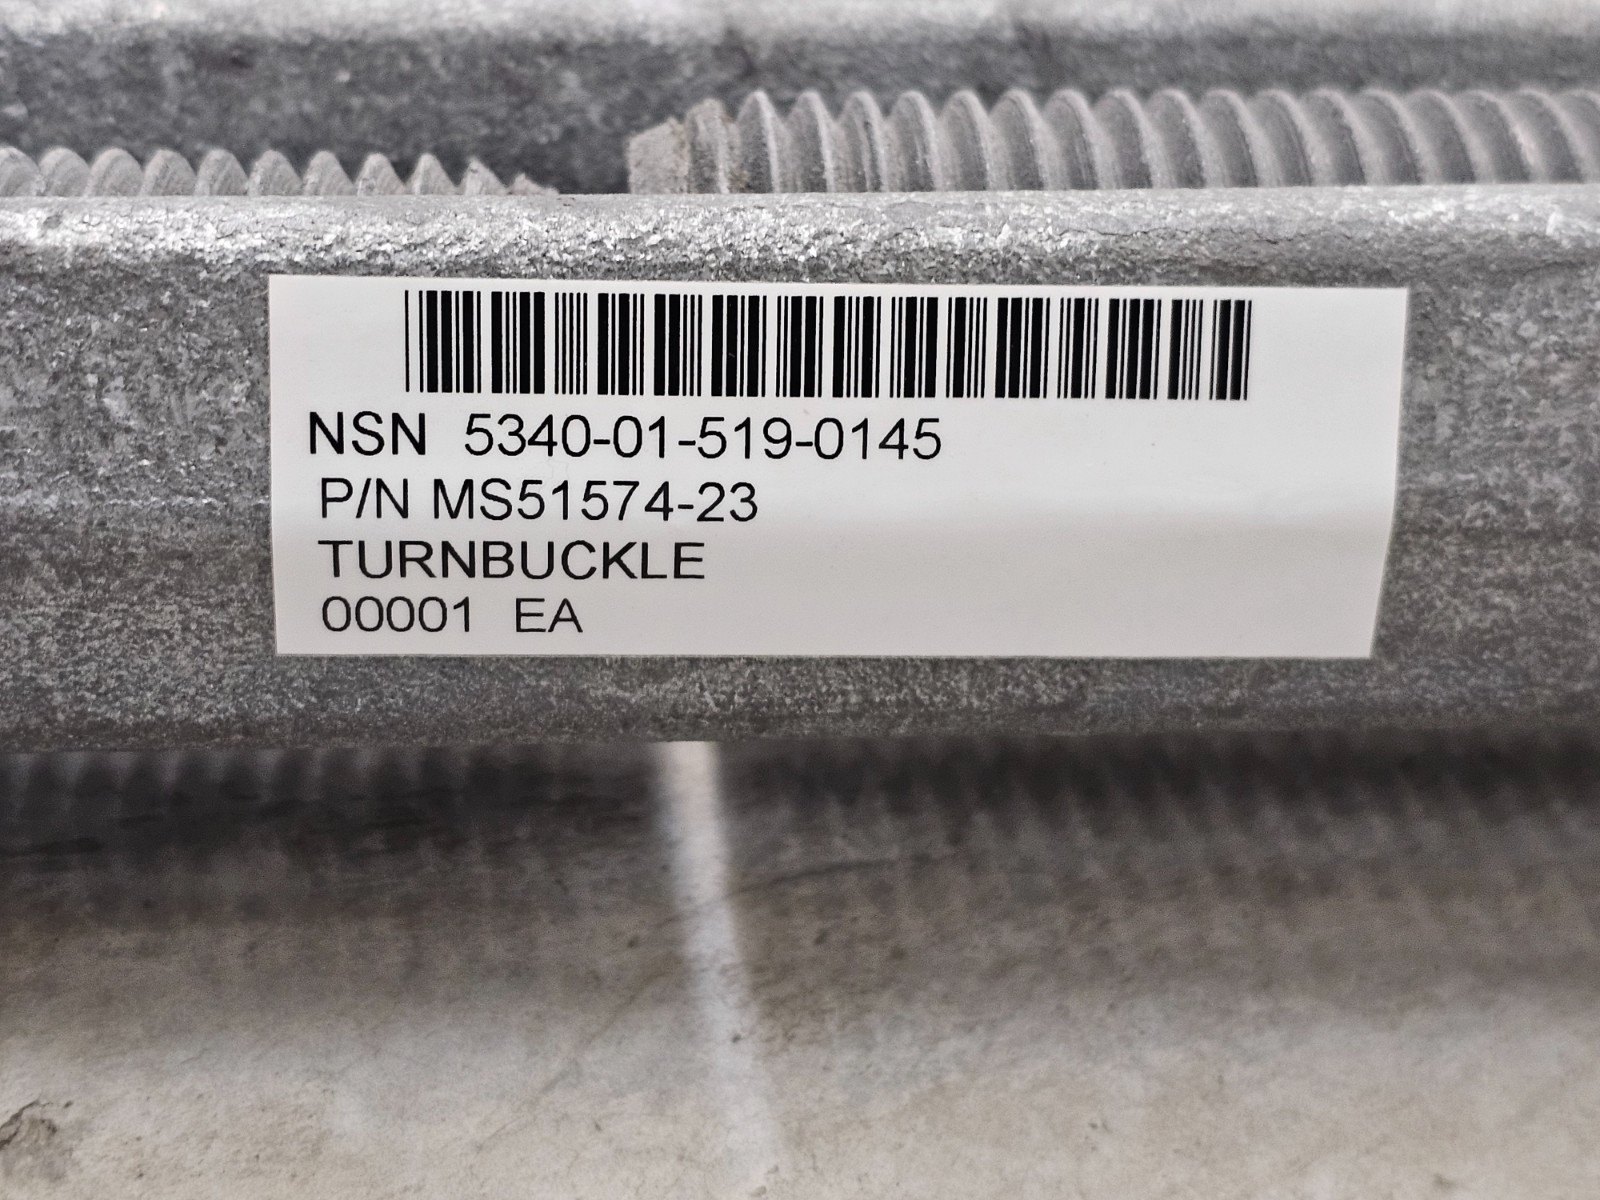 NSN 5340-01-519-0145
P/N MS51574-23
TURNBUCKLE
00001 EA